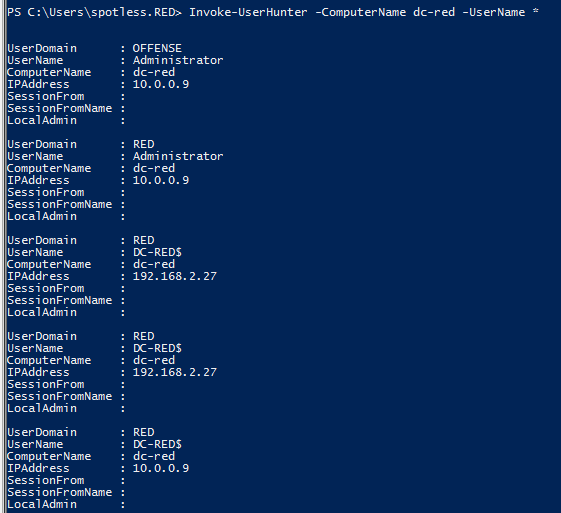 PS C:\Users\spotless.RED> Invoke-UserHunter -ComputerName dc-red -UserName *
UserDomain : OFFENSE
UserName : Administrator
ComputerName : dc-red
IPAddress : 10.0.0.9
SessionFrom :
SessionFromName :
LocalAdmin :
UserDomain : RED
UserName : Administrator
ComputerName : dc-red
IPAddress : 10.0.0.9
SessionFrom :
SessionFromName :
LocalAdmin :
UserDomain : RED
UserName : DC-RED$
ComputerName : dc-red
IPAddress : 192.168.2.27
SessionFrom :
SessionFromName :
LocalAdmin :
UserDomain : RED
UserName : DC-RED$
ComputerName : dc-red
IPAddress : 192.168.2.27
SessionFrom :
SessionFromName :
LocalAdmin :
UserDomain : RED
UserName : DC-RED$
ComputerName : dc-red
IPAddress : 10.0.0.9
SessionFrom :
SessionFromName :
LocalAdmin :